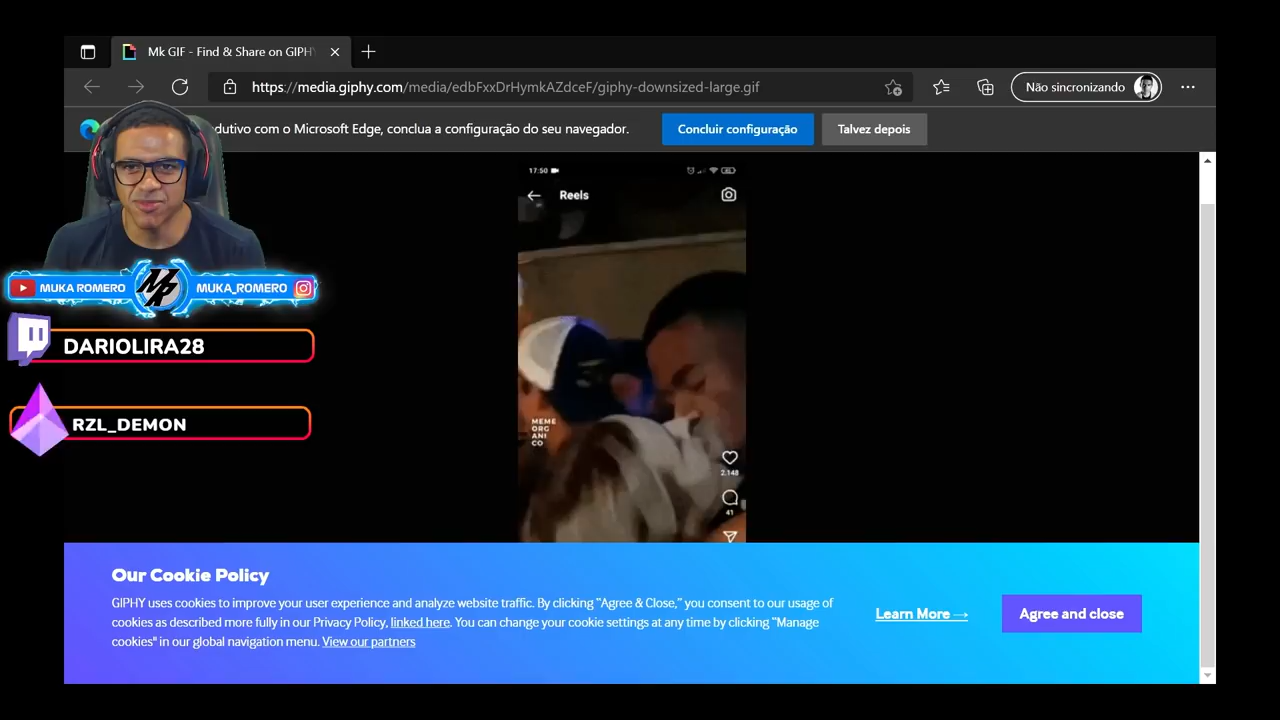 Mk GIF - Find & Share on GIPH
https://media.giphy.com/media/edbFxxDrHymkAZdceF/giphy-downsized-large.gif
Não sincronizando
dutivo com o Microsoft Edge, conclua a configuração do seu navegador.
Concluir configuração
Talvez depois
17:50
Reels
MUKA ROMERO
MUKA_ROMERO
DARIOLIRA28
RZL_DEMON
MEME
ORG
ANI
CO
2.148
41
Our Cookie Policy
GIPHY uses cookies to improve your user experience and analyze website traffic. By clicking “Agree & Close,” you consent to our usage of
cookies as described more fully in our Privacy Policy, linked here. You can change your cookie settings at any time by clicking “Manage
cookies” in our global navigation menu. View our partners
Learn More →
Agree and close